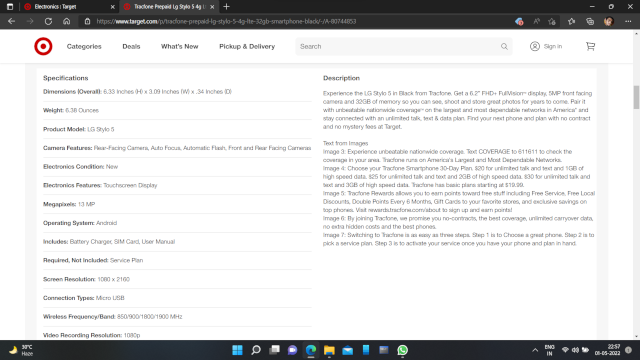 Electronics : Target
Tracfone Prepaid Lg Stylo 5 4g l
https://www.target.com/p/tracfone-prepaid-lg-stylo-5-4g-lte-32gb-smartphone-black/-/A-80744853
Categories
Deals
What's New
Pickup & Delivery
Search
Sign in
Specifications
Dimensions (Overall): 6.33 Inches (H) x 3.09 Inches (W) x .34 Inches (D)
Weight: 6.38 Ounces
Product Model: LG Stylo 5
Camera Features: Rear-Facing Camera, Auto Focus, Automatic Flash, Front and Rear Facing Cameras
Electronics Condition: New
Electronics Features: Touchscreen Display
Megapixels: 13 MP
Operating System: Android
Includes: Battery Charger, SIM Card, User Manual
Required, Not Included: Service Plan
Screen Resolution: 1080 x 2160
Connection Types: Micro USB
Wireless Frequency/Band: 850/900/1800/1900 MHz
Video Recording Resolution: 1080p
Description
Experience the LG Stylo 5 in Black from Tracfone. Get a 6.2" FHD+ FullVision™ display, 5MP front facing
camera and 32GB of memory so you can see, shoot and store great photos for years to come. Pair it
with unbeatable nationwide coverage™ on the largest and most dependable networks in America* and
stay connected with an unlimited talk, text & data plan. Find your next phone and plan with no contract
and no mystery fees at Target.
Text from Images
Image 3: Experience unbeatable nationwide coverage. Text COVERAGE to 611611 to check the
coverage in your area. Tracfone runs on America's Largest and Most Dependable Networks.
Image 4: Choose your Tracfone Smartphone 30-Day Plan. $20 for unlimited talk and text and 1GB of
high speed data. $25 for unlimited talk and text and 2GB of high speed data. $30 for unlimited talk and
text and 3GB of high speed data. Tracfone has basic plans starting at $19.99.
Image 5: Tracfone Rewards allows you to earn points toward free stuff including Free Service, Free Local
Discounts, Double Points Every 6 Months, Gift Cards to your favorite stores, and exclusive savings on
top phones. Visit rewards.tracfone.com/about to sign up and earn points!
Image 6: By joining Tracfone, we promise you no-contracts, the best coverage, unlimited carryover data,
no extra hidden costs and the best phones.
Image 7: Switching to Tracfone is as easy as three steps. Step 1 is to Choose a great phone. Step 2 is to
pick a service plan. Step 3 is to activate your service once you have your phone and plan in hand.
30°C
Haze
ENG
IN
22:57
01-05-2022